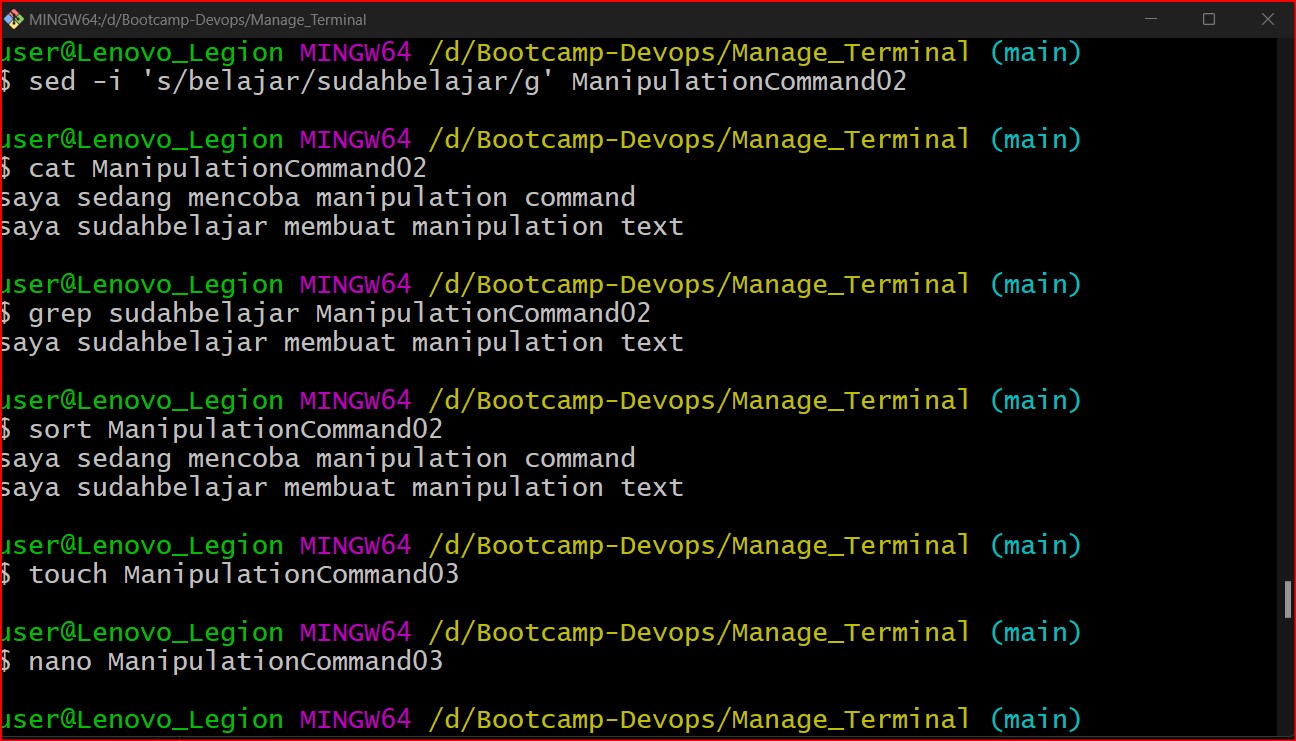 MINGW64:/d/Bootcamp-Devops/Manage_Terminal
user@Lenovo_Legion MINGW64 /d/Bootcamp-Devops/Manage_Terminal (main)
$ sed -i 's/belajar/sudahbelajar/g' ManipulationCommand02
user@Lenovo_Legion MINGW64 /d/Bootcamp-Devops/Manage_Terminal (main)
$ cat ManipulationCommand02
saya sedang mencoba manipulation command
saya sudahbelajar membuat manipulation text
user@Lenovo_Legion MINGW64 /d/Bootcamp-Devops/Manage_Terminal (main)
$ grep sudahbelajar ManipulationCommand02
saya sudahbelajar membuat manipulation text
user@Lenovo_Legion MINGW64 /d/Bootcamp-Devops/Manage_Terminal (main)
$ sort ManipulationCommand02
saya sedang mencoba manipulation command
saya sudahbelajar membuat manipulation text
user@Lenovo_Legion MINGW64 /d/Bootcamp-Devops/Manage_Terminal (main)
$ touch ManipulationCommand03
user@Lenovo_Legion MINGW64 /d/Bootcamp-Devops/Manage_Terminal (main)
$ nano ManipulationCommand03
user@Lenovo_Legion MINGW64 /d/Bootcamp-Devops/Manage_Terminal (main)